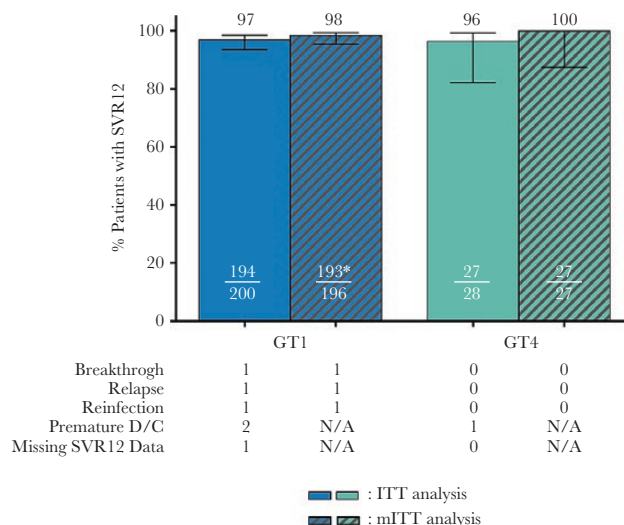 97 98 96 100
100
80
60
40
20
0
% Patients with SVR12
194 193* 27 27
200 196 28 27
GT1 GT4
Breakthrogh 1 1 0 0
Relapse 1 1 0 0
Reinfection 1 1 0 0
Premature D/C 2 N/A 1 N/A
Missing SVR12 Data 1 N/A 0 N/A
: ITT analysis
: mITT analysis